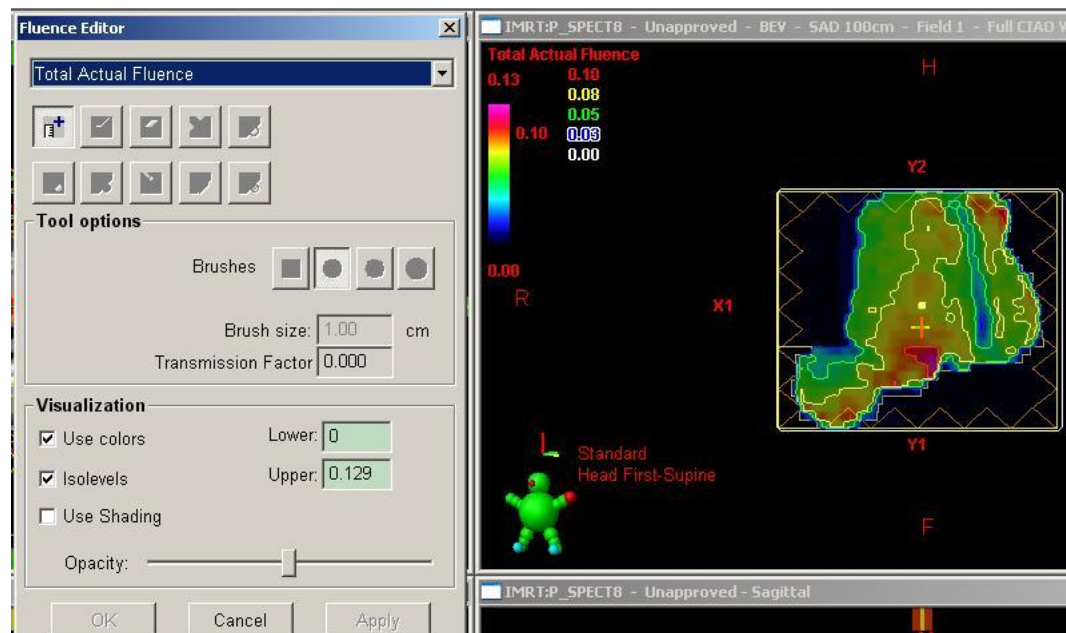 Fluence Editor
Total Actual Fluence
Tool options
Brushes
Brush size: 1.00 cm
Transmission Factor 0.000
Visualization
Use colors
Lower: 0
Isolevels
Upper: 0.129
Use Shading
Opacity:
OK Cancel Apply
IMRT:P_SPECT8 - Unapproved - BEV - SAD 100cm - Field 1 - Full CIAO
Total Actual Fluence
0.13
0.10
0.08
0.05
0.03
0.00
0.10
0.00
H
Y2
R
X1
Y1
Standard
Head First-Supine
F
IMRT:P_SPECT8 - Unapproved - Sagittal